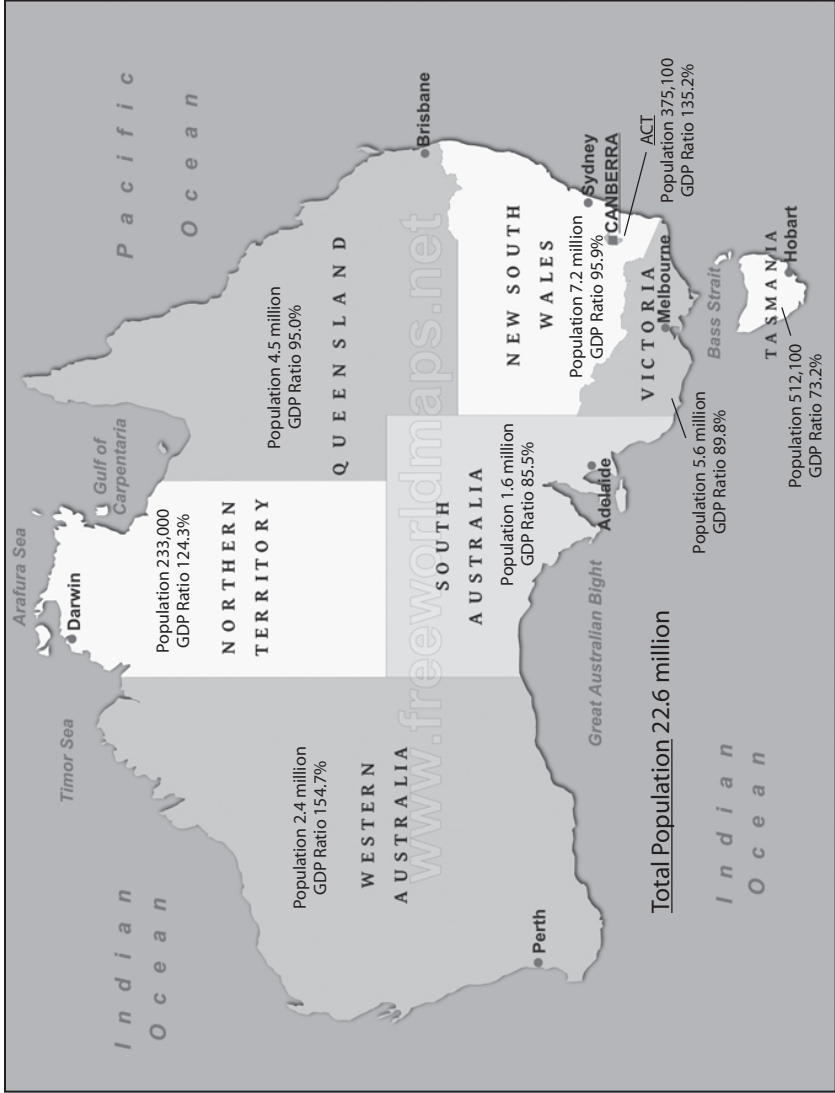 Arafura Sea
Timor Sea
Gulf of
Carpentaria
Pacific
Ocean
Indian
Ocean
Darwin
Population 233,000
GDP Ratio 124.3%
NORTHERN
TERRITORY
Population 4.5 million
GDP Ratio 95.0%
QUEENSLAND
Brisbane
Population 2.4 million
GDP Ratio 154.7%
WESTERN
AUSTRALIA
Perth
www.freeworldmaps.net
SOUTH
AUSTRALIA
Population 1.6 million
GDP Ratio 85.5%
Adelaide
NEW SOUTH
WALES
Population 7.2 million
GDP Ratio 95.9%
Sydney
CANBERRA
ACT
Population 375,100
GDP Ratio 135.2%
VICTORIA
Melbourne
Population 5.6 million
GDP Ratio 89.8%
Great Australian Bight
Bass Strait
TASMANIA
Hobart
Population 512,100
GDP Ratio 73.2%
Total Population 22.6 million
Indian
Ocean